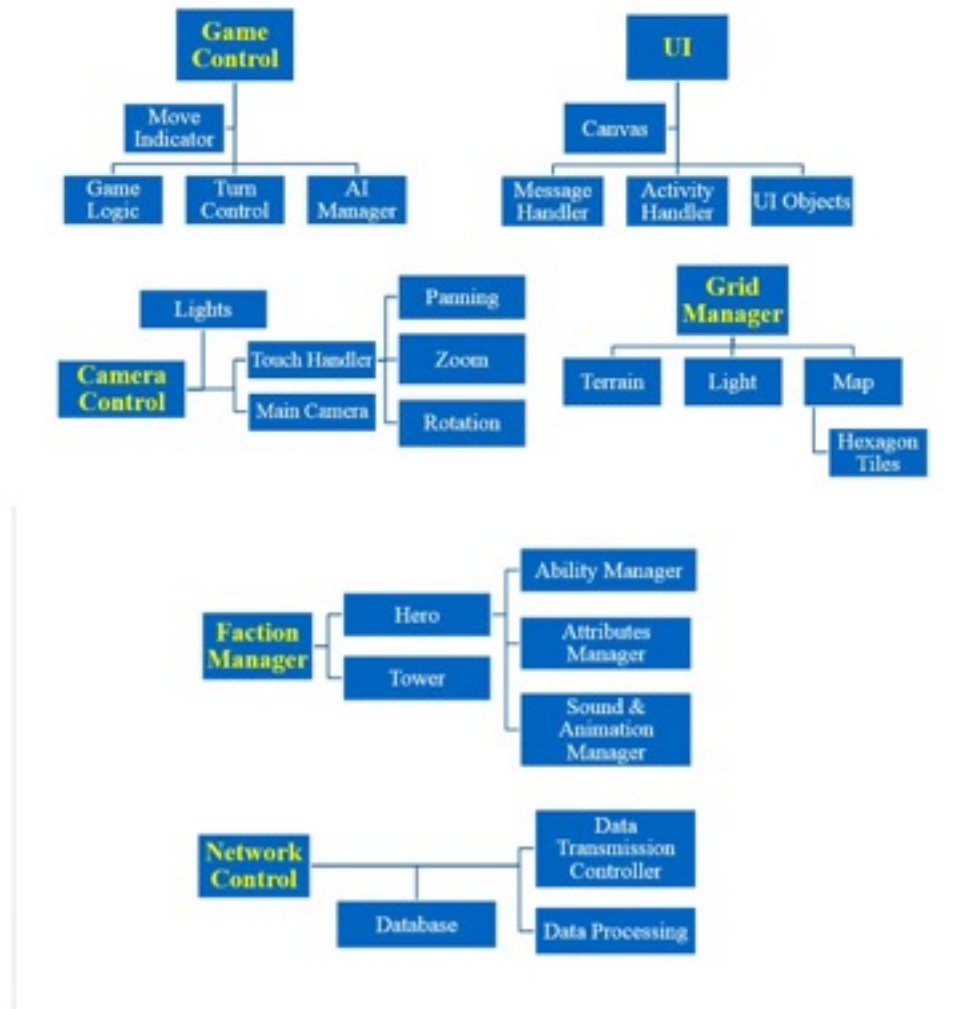 Game
Control
Move
Indicator
Game
Logic
Turn
Control
AI
Manager
UI
Canvas
Message
Handler
Activity
Handler
UI Objects
Lights
Camera
Control
Touch Handler
Main Camera
Panning
Zoom
Rotation
Grid
Manager
Terrain
Light
Map
Hexagon
Tiles
Faction
Manager
Hero
Tower
Ability Manager
Attributes
Manager
Sound &
Animation
Manager
Network
Control
Database
Data
Transmission
Controller
Data Processing